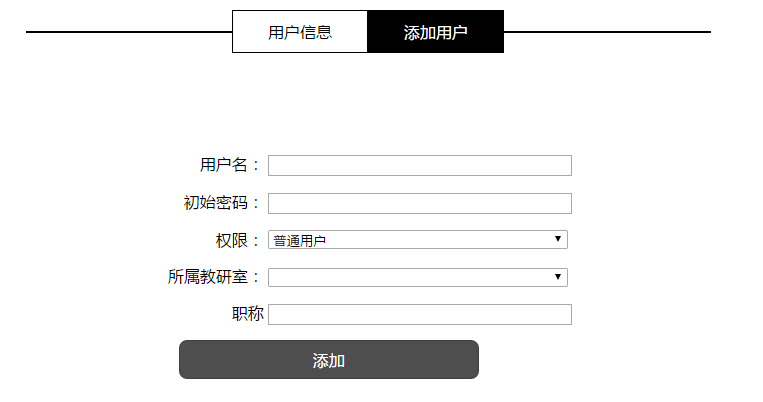 用户信息 添加用户
用户名：
初始密码：
权限： 普通用户
所属教研室：
职称
添加